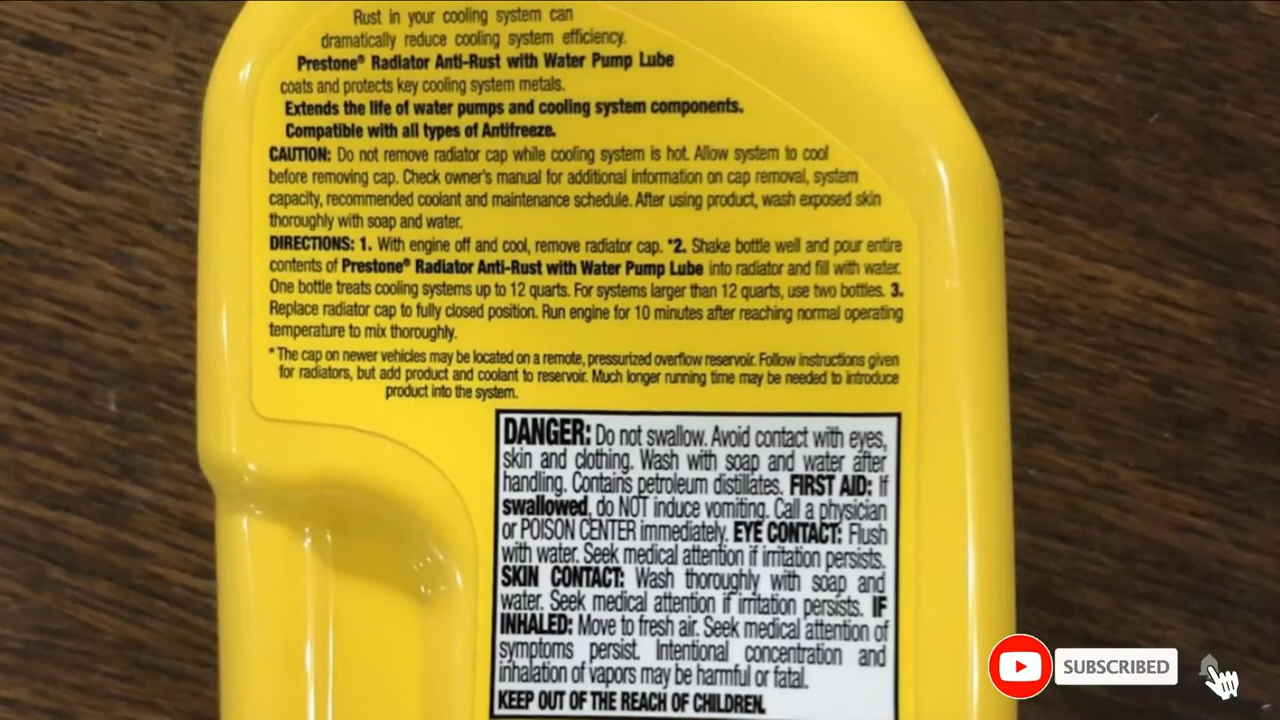 Rust in your cooling system can
dramatically reduce cooling system efficiency.
Prestone® Radiator Anti-Rust with Water Pump Lube
coats and protects key cooling system metals.
Extends the life of water pumps and cooling system components.
Compatible with all types of Antifreeze.
CAUTION: Do not remove radiator cap while cooling system is hot. Allow system to cool
before removing cap. Check owner's manual for additional information on cap removal, system
capacity, recommended coolant and maintenance schedule. After using product, wash exposed skin
thoroughly with soap and water.
DIRECTIONS: 1. With engine off and cool, remove radiator cap. *2. Shake bottle well and pour entire
contents of Prestone® Radiator Anti-Rust with Water Pump Lube into radiator and fill with water.
One bottle treats cooling systems up to 12 quarts. For systems larger than 12 quarts, use two bottles. 3.
Replace radiator cap to fully closed position. Run engine for 10 minutes after reaching normal operating
temperature to mix thoroughly.
* The cap on newer vehicles may be located on a remote, pressurized overflow reservoir. Follow instructions given
for radiators, but add product and coolant to reservoir. Much longer running time may be needed to introduce
product into the system.
DANGER: Do not swallow. Avoid contact with eyes,
skin and clothing. Wash with soap and water after
handling. Contains petroleum distillates. FIRST AID: If
swallowed, do NOT induce vomiting. Call a physician
or POISON CENTER immediately. EYE CONTACT: Flush
with water. Seek medical attention if irritation persists.
SKIN CONTACT: Wash thoroughly with soap and
water. Seek medical attention if irritation persists. IF
INHALED: Move to fresh air. Seek medical attention of
symptoms persist. Intentional concentration and
inhalation of vapors may be harmful or fatal.
KEEP OUT OF THE REACH OF CHILDREN.
SUBSCRIBED